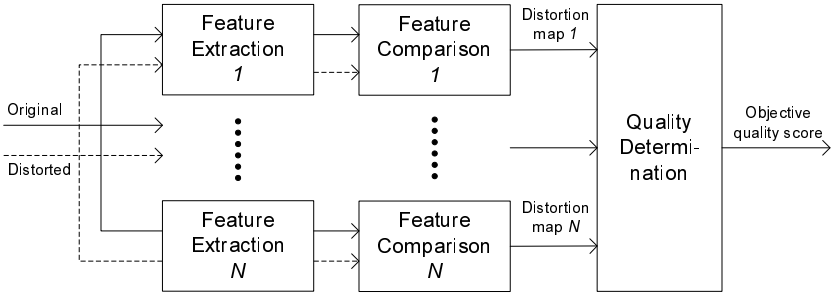 Feature
Extraction
1
Feature
Comparison
1
Distortion
map 1
Original
Distorted
Quality
Determi-
nation
Objective
quality score
Feature
Extraction
N
Feature
Comparison
N
Distortion
map N